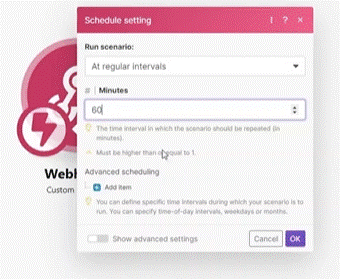 Schedule setting
Run scenario:
At regular intervals
Minutes
60
The time interval in which the scenario should be repeated (in
minutes).
Must be higher than or equal to 1.
Advanced scheduling
Add item
You can define specific time intervals during which your scenario is
to run. You can specify time-of-day intervals, weekdays or months.
Show advanced settings
Cancel
OK
Webh
Custom